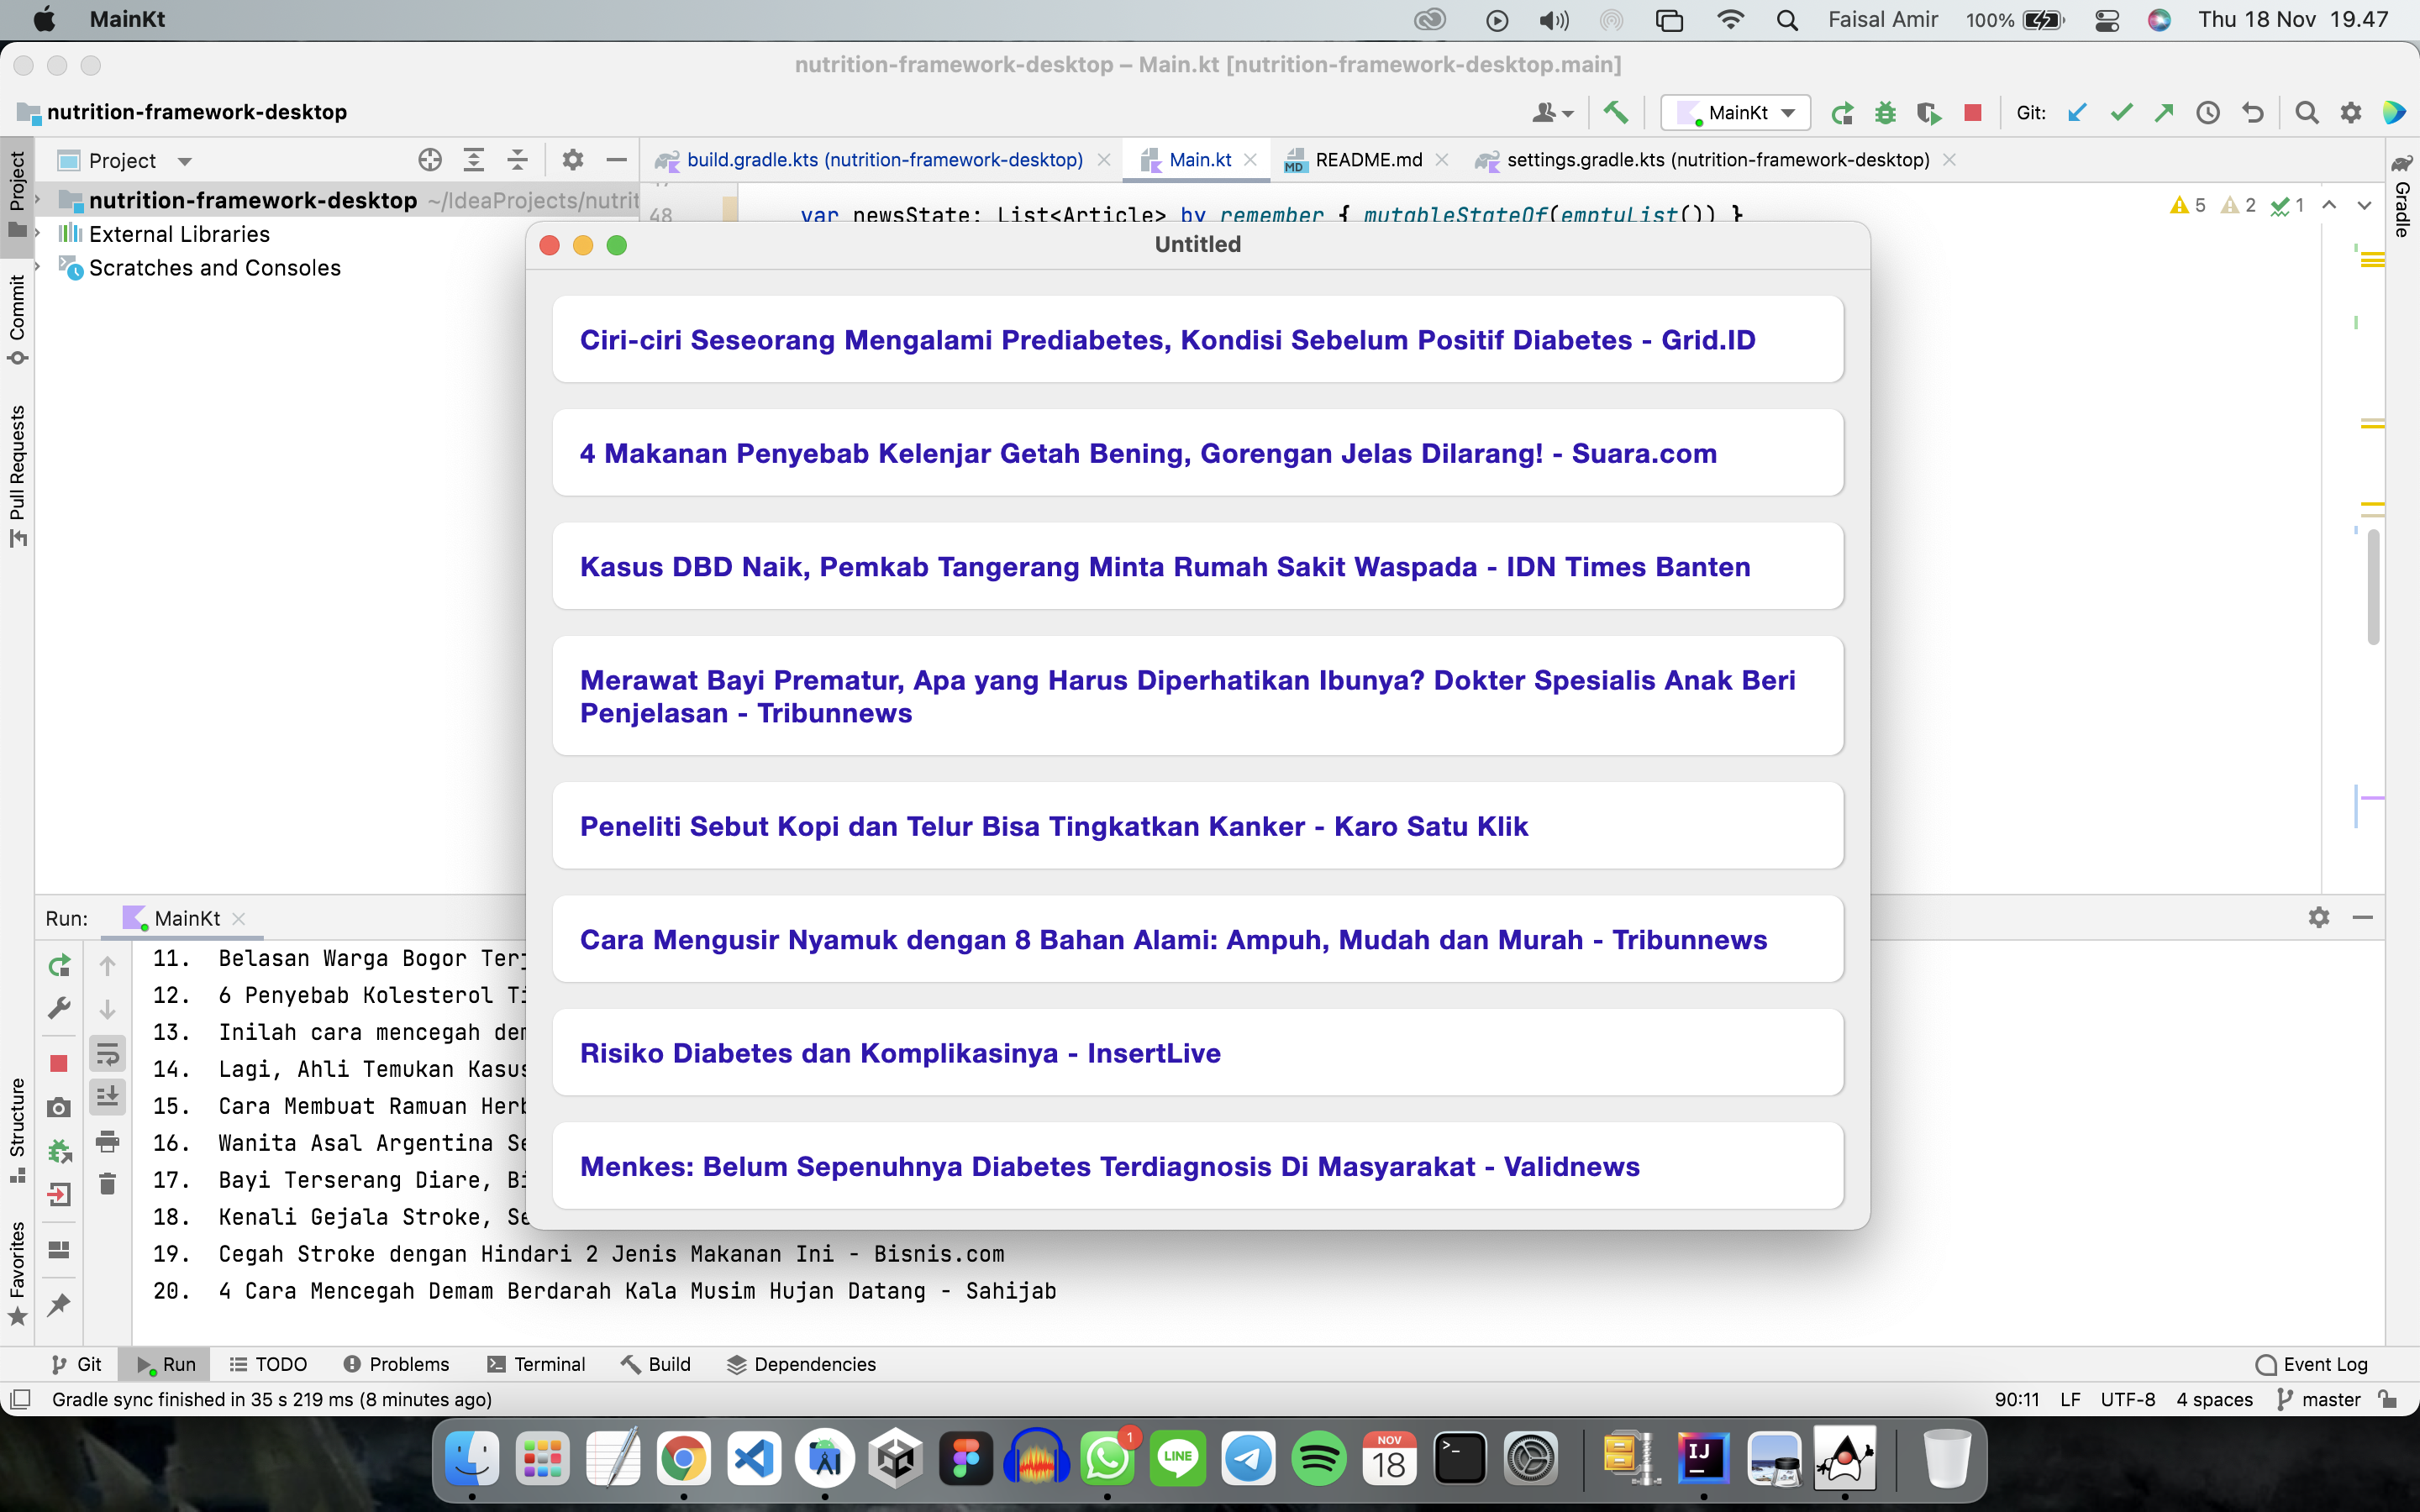 MainKt
Faisal Amir 100% Thu 18 Nov 19.47
nutrition-framework-desktop – Main.kt [nutrition-framework-desktop.main]
nutrition-framework-desktop
MainKt
Git:
Project
build.gradle.kts (nutrition-framework-desktop)
Main.kt
README.md
settings.gradle.kts (nutrition-framework-desktop)
nutrition-framework-desktop ~/IdeaProjects/nutrit
External Libraries
Scratches and Consoles
48 var newsState: List<Article> by remember { mutableStateOf(emptyList()) }
5 2 1
Project
Commit
Pull Requests
Structure
Favorites
Gradle
Untitled
Ciri-ciri Seseorang Mengalami Prediabetes, Kondisi Sebelum Positif Diabetes - Grid.ID
4 Makanan Penyebab Kelenjar Getah Bening, Gorengan Jelas Dilarang! - Suara.com
Kasus DBD Naik, Pemkab Tangerang Minta Rumah Sakit Waspada - IDN Times Banten
Merawat Bayi Prematur, Apa yang Harus Diperhatikan Ibunya? Dokter Spesialis Anak Beri
Penjelasan - Tribunnews
Peneliti Sebut Kopi dan Telur Bisa Tingkatkan Kanker - Karo Satu Klik
Cara Mengusir Nyamuk dengan 8 Bahan Alami: Ampuh, Mudah dan Murah - Tribunnews
Risiko Diabetes dan Komplikasinya - InsertLive
Menkes: Belum Sepenuhnya Diabetes Terdiagnosis Di Masyarakat - Validnews
Run: MainKt
11. Belasan Warga Bogor Ter
12. 6 Penyebab Kolesterol Ti
13. Inilah cara mencegah dem
14. Lagi, Ahli Temukan Kasus
15. Cara Membuat Ramuan Herb
16. Wanita Asal Argentina Se
17. Bayi Terserang Diare, Bi
18. Kenali Gejala Stroke, Se
19. Cegah Stroke dengan Hindari 2 Jenis Makanan Ini - Bisnis.com
20. 4 Cara Mencegah Demam Berdarah Kala Musim Hujan Datang - Sahijab
Git Run TODO Problems Terminal Build Dependencies Event Log
Gradle sync finished in 35 s 219 ms (8 minutes ago)
90:11 LF UTF-8 4 spaces master
1
LINE
NOV
18
IJ